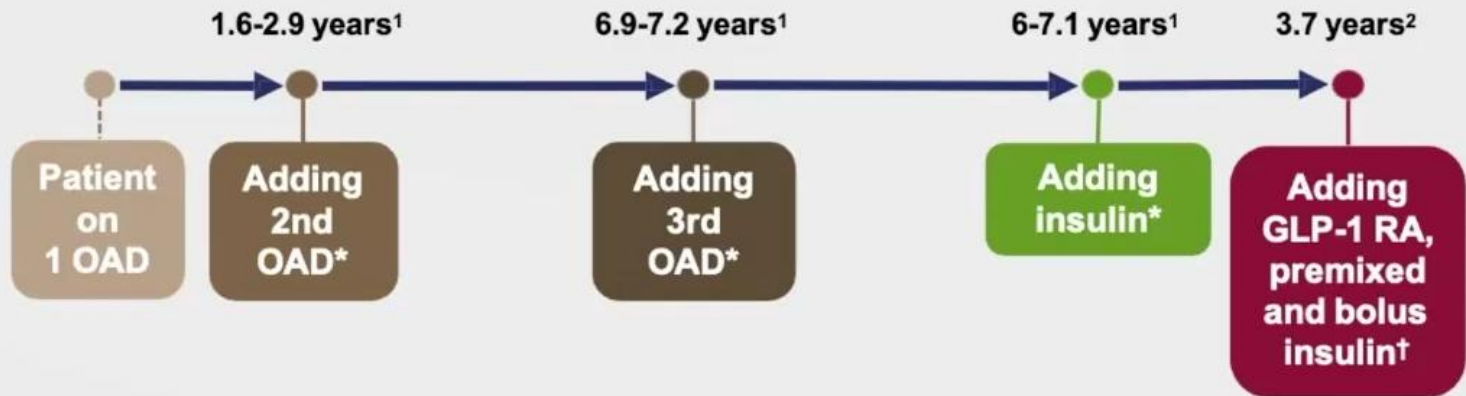 1.6-2.9 years¹
6.9-7.2 years¹
6-7.1 years¹
3.7 years²
Patient
on
1 OAD
Adding
2nd
OAD*
Adding
3rd
OAD*
Adding
insulin*
Adding
GLP-1 RA,
premixed
and bolus
insulin†